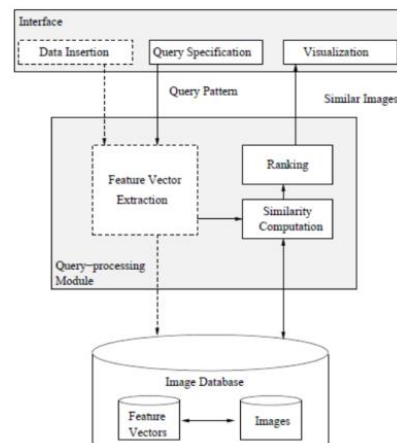 Interface
Data Insertion
Query Specification
Visualization
Query Pattern
Similar Images
Feature Vector
Extraction
Ranking
Similarity
Computation
Query−processing
Module
Image Database
Feature
Vectors
Images